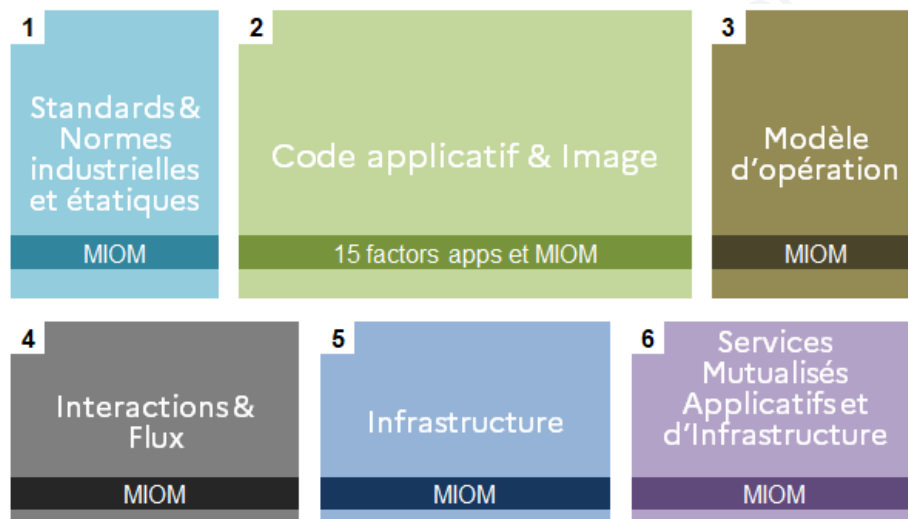 1
Standards &
Normes
industrielles
et étatiques
MIOM
2
Code applicatif & Image
15 factors apps et MIOM
3
Modèle
d'opération
MIOM
4
Interactions &
Flux
MIOM
5
Infrastructure
MIOM
6
Services
Mutualisés
Applicatifs et
d'Infrastructure
MIOM